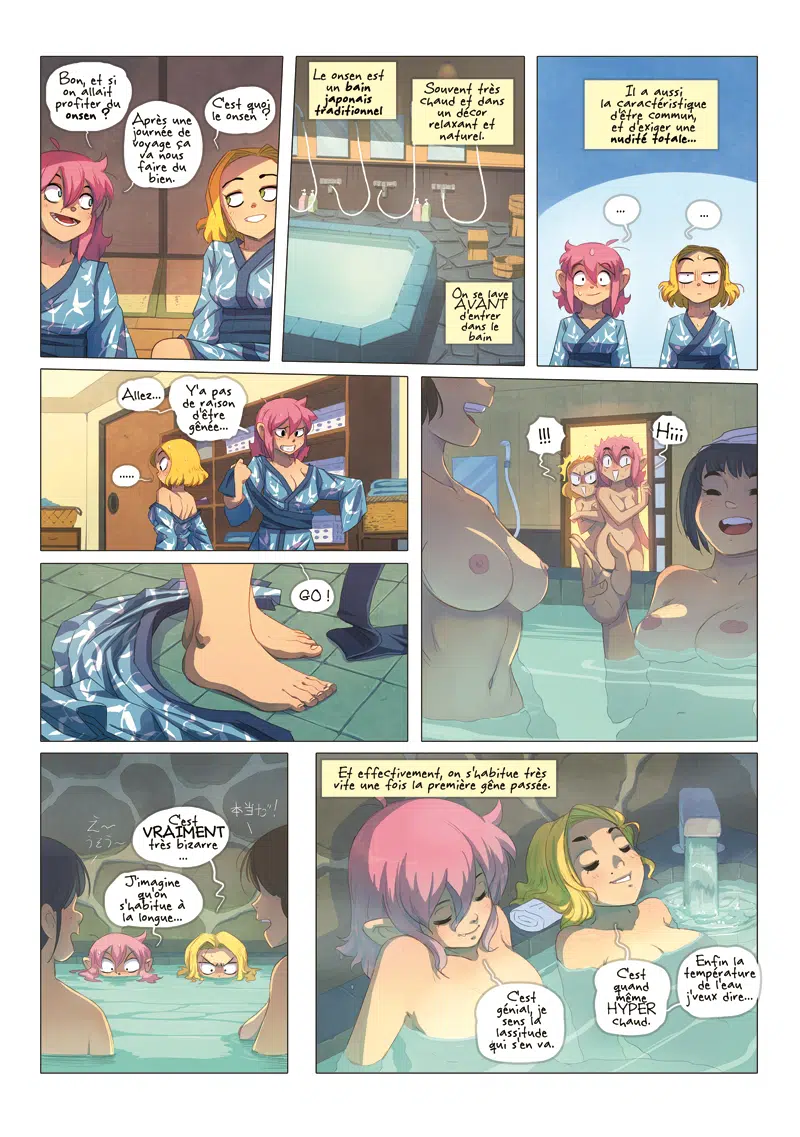 Bon, et si
on allait
profiter du
onsen ?
Après une
journée de
voyage ça
va nous
faire du
bien.
C'est quoi
le onsen ?
Le onsen est
un bain
japonais
traditionnel
Souvent très
chaud et dans
un décor
relaxant et
naturel.
On se lave
AVANT
d'entrer
dans le
bain
Il a aussi
la caractéristique
d'être commun,
et d'exiger une
nudité totale...
...
...
Allez...
Y'a pas
de raison
d'être
gênée...
.....
!!!
Hiii
GO !
え〜
うそう〜
本当だ!
C'est
VRAIMENT
très bizarre
...
J'imagine
qu'on
s'habitue à
la longue...
Et effectivement, on s'habitue très
vite une fois la première gêne passée.
C'est
génial, je
sens la
lassitude
qui s'en va.
C'est
quand
même
HYPER
chaud.
Enfin la
température
de l'eau
j'veux dire...